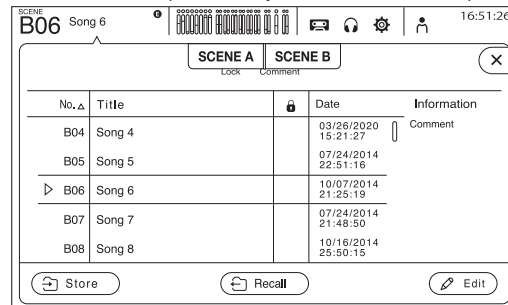 SCENE
B06 Song 6 E 16:51:26
SCENE A SCENE B
Lock Comment
No. Title Date Information
B04 Song 4 03/26/2020 15:21:27 Comment
B05 Song 5 07/24/2014 22:51:16
B06 Song 6 10/07/2014 21:25:19
B07 Song 7 07/24/2014 21:48:50
B08 Song 8 10/16/2014 25:50:15
Store Recall Edit